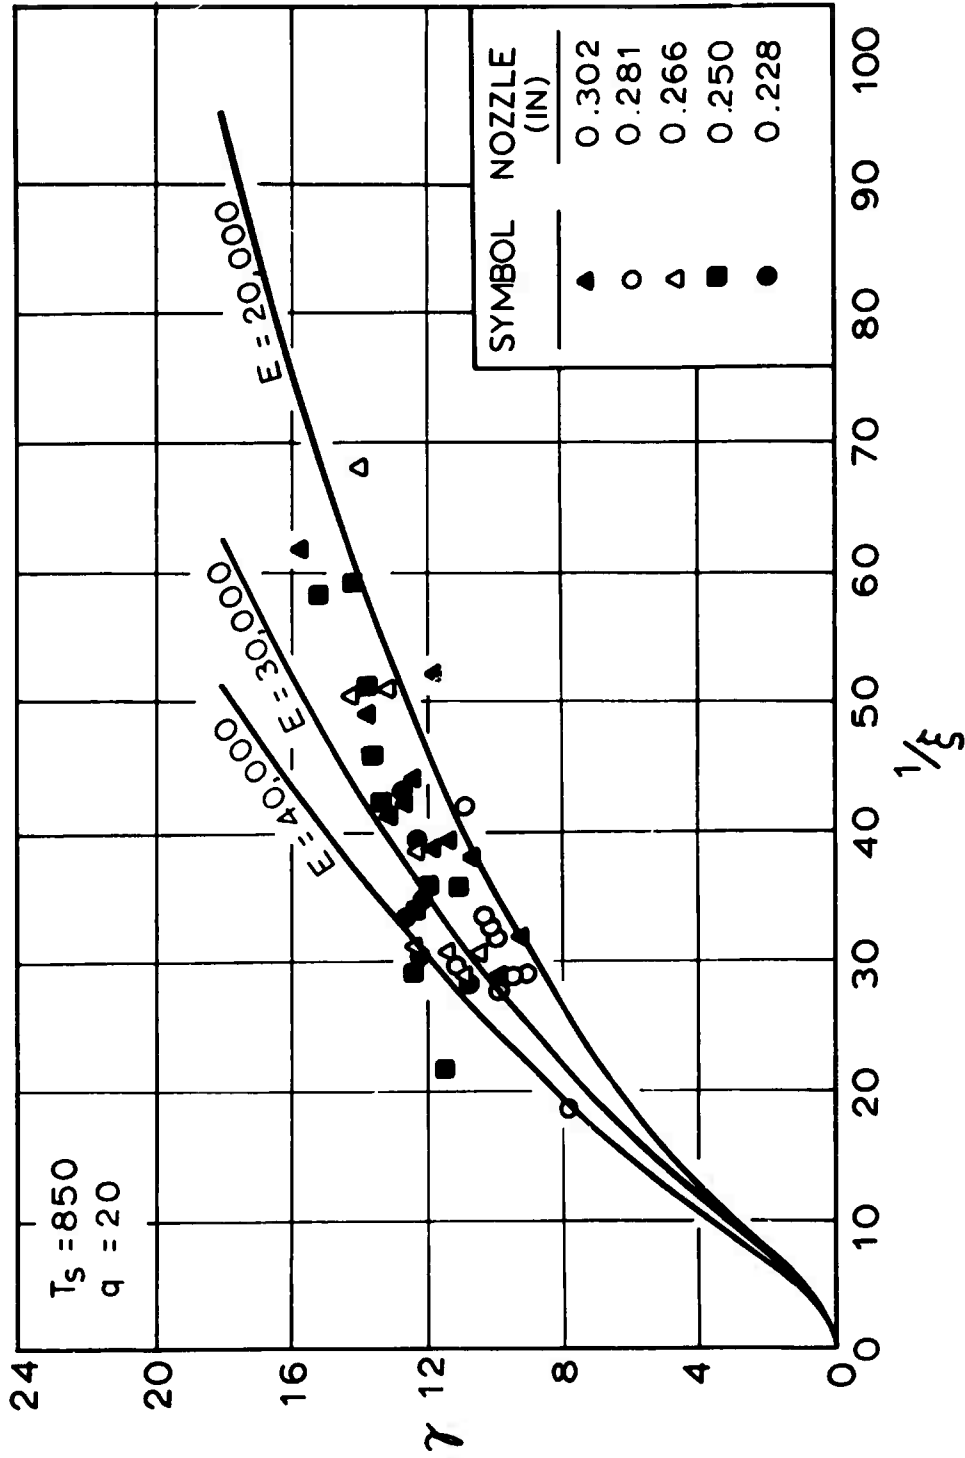 24
20
16
12
8
4
0
γ
Ts = 850
q = 20
E = 40,000
E = 30,000
E = 20,000
SYMBOL NOZZLE
(IN)
0.302
0.281
0.266
0.250
0.228
0 10 20 30 40 50 60 70 80 90 100
1/ξ